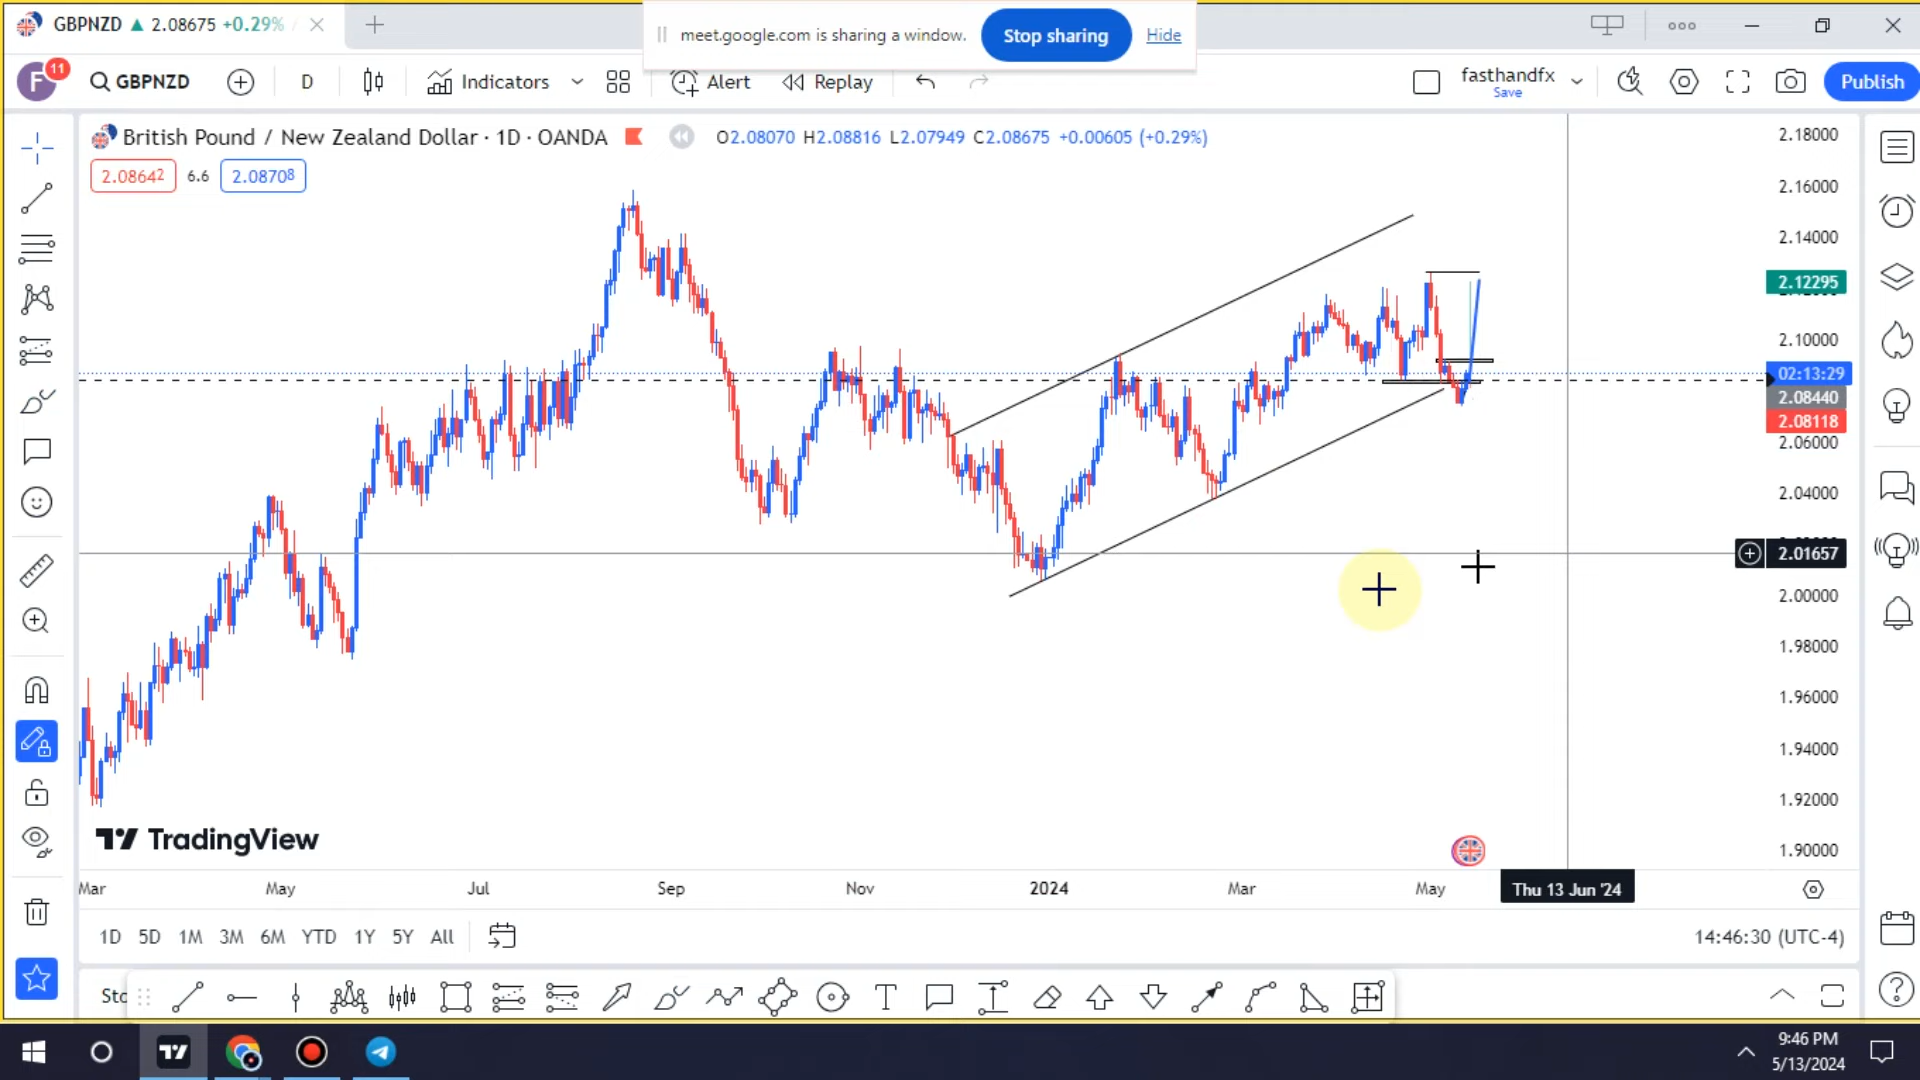 GBPNZD ▲ 2.08675 +0.29%
meet.google.com is sharing a window.
Stop sharing
Hide
F
11
GBPNZD
D
Indicators
Alert
Replay
fasthandfx
Save
Publish
British Pound / New Zealand Dollar · 1D · OANDA
O2.08070 H2.08816 L2.07949 C2.08675 +0.00605 (+0.29%)
2.08642
6.6
2.08708
2.18000
2.16000
2.14000
2.12295
2.10000
02:13:29
2.08440
2.08118
2.06000
2.04000
2.01657
2.00000
1.98000
1.96000
1.94000
1.92000
1.90000
TradingView
Mar
May
Jul
Sep
Nov
2024
Mar
May
Thu 13 Jun '24
1D 5D 1M 3M 6M YTD 1Y 5Y All
14:46:30 (UTC-4)
Stc
9:46 PM
5/13/2024